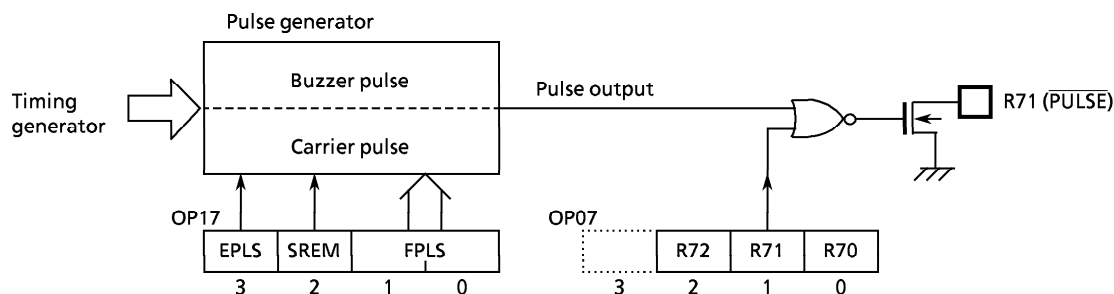 Pulse generator
Timing
generator
Buzzer pulse
Carrier pulse
Pulse output
R71 (P̅U̅L̅S̅E̅)
OP17
EPLS SREM FPLS
3 2 1 0
OP07
R72 R71 R70
3 2 1 0